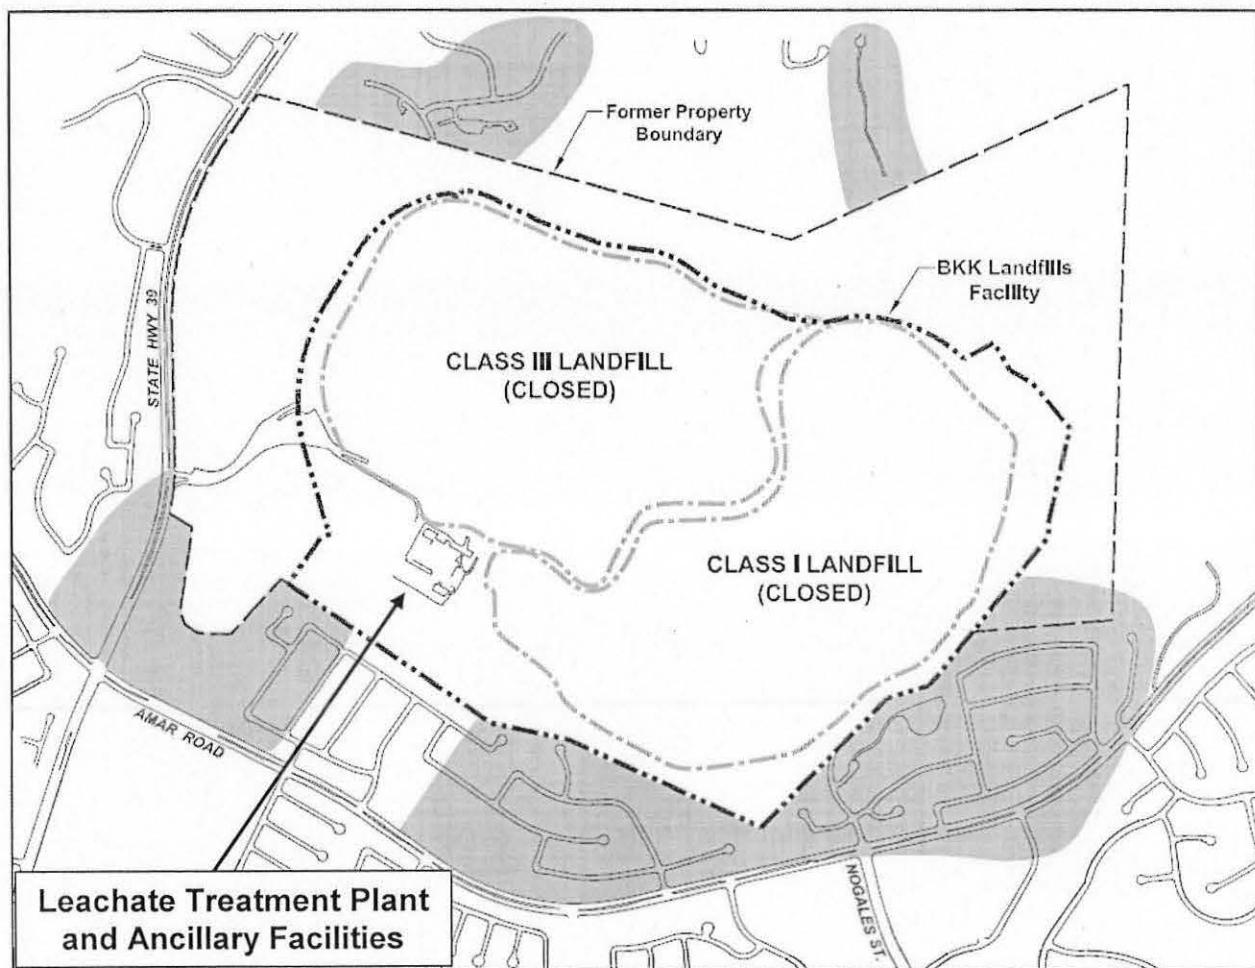 Former Property
Boundary
BKK Landfills
Facility
STATE HWY 39
CLASS III LANDFILL
(CLOSED)
CLASS I LANDFILL
(CLOSED)
AMAR ROAD
NOGALES ST.
Leachate Treatment Plant
and Ancillary Facilities